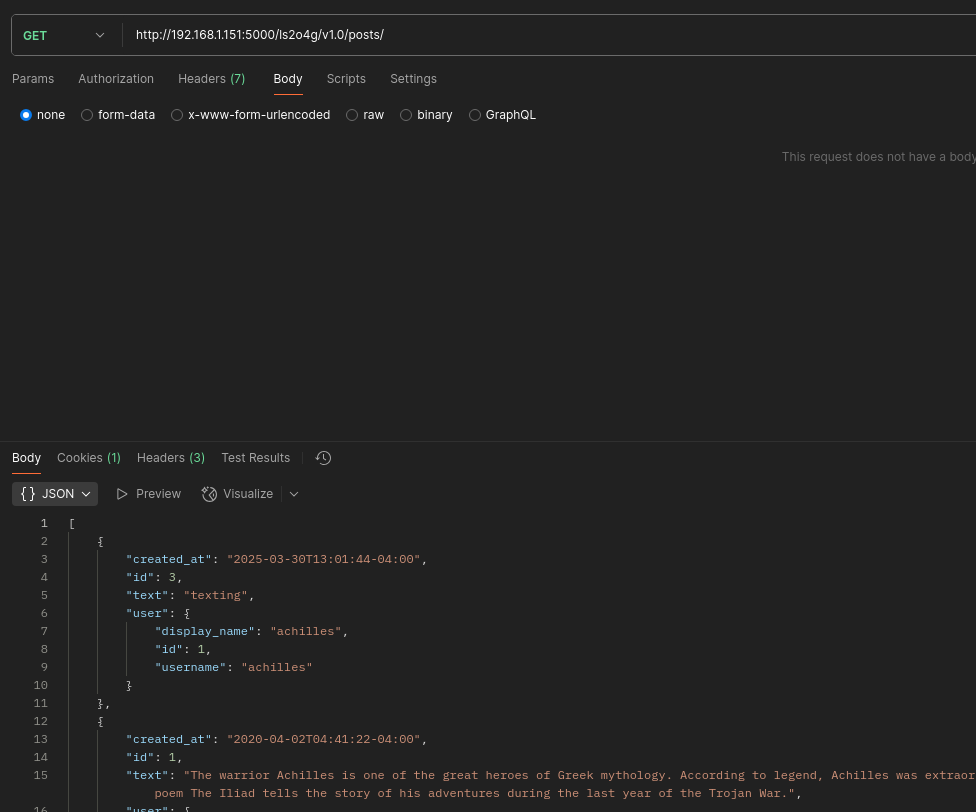 GET http://192.168.1.151:5000/ls2o4g/v1.0/posts/
Params Authorization Headers (7) Body Scripts Settings
none form-data x-www-form-urlencoded raw binary GraphQL
This request does not have a body
Body Cookies (1) Headers (3) Test Results
{} JSON Preview Visualize
1 [
2 {
3 "created_at": "2025-03-30T13:01:44-04:00",
4 "id": 3,
5 "text": "texting",
6 "user": {
7 "display_name": "achilles",
8 "id": 1,
9 "username": "achilles"
10 }
11 },
12 {
13 "created_at": "2020-04-02T04:41:22-04:00",
14 "id": 1,
15 "text": "The warrior Achilles is one of the great heroes of Greek mythology. According to legend, Achilles was extraor
poem The Iliad tells the story of his adventures during the last year of the Trojan War.",
16 "user": {